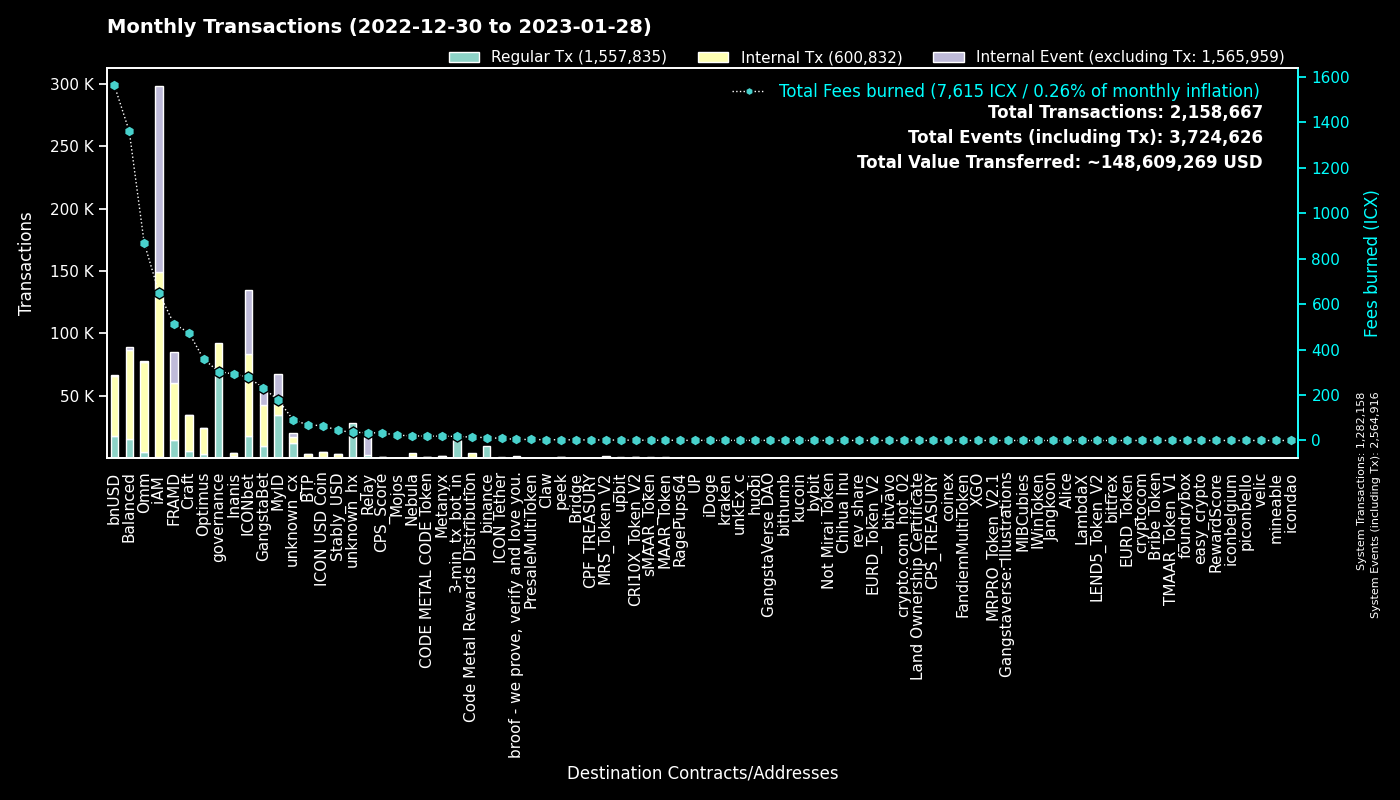 Monthly Transactions (2022-12-30 to 2023-01-28)
Regular Tx (1,557,835)
Internal Tx (600,832)
Internal Event (excluding Tx: 1,565,959)
Total Fees burned (7,615 ICX / 0.26% of monthly inflation)
Total Transactions: 2,158,667
Total Events (including Tx): 3,724,626
Total Value Transferred: ~148,609,269 USD
Transactions
300 K
250 K
200 K
150 K
100 K
50 K
1600
1400
1200
1000
800
600
400
200
0
Fees burned (ICX)
System Transactions: 1,282,158
System Events (including Tx): 2,564,916
bnUSD
Balanced
Omm
iAM
FRAMD
Craft
Optimus
governance
Inanis
ICONbet
GangstaBet
MyID
unknown_cx
BTP
ICON_USD_Coin
Stably_USD
unknown_hx
Relay
CPS_Score
Mojos
Nebula
CODE METAL CODE Token
Metanyx
3-min_tx_bot_in
Code Metal Rewards Distribution
binance
ICON_Tether
broof - we prove, verify and love you.
PresaleMultiToken
Claw
peek
Bridge
CPF_TREASURY
MRS_Token_V2
upbit
CRI10X_Token_V2
sMAAR_Token
MAAR_Token
RagePups64
UP
iDoge
kraken
unkEx_c
huobi
GangstaVerse DAO
bithumb
kucoin
bybit
Not Mirai Token
Chihua Inu
rev_share
EURD_Token_V2
bitvavo
crypto.com_hot_02
Land Ownership Certificate
CPS_TREASURY
coinex
FandiemMultiToken
XGO
MRPRO_Token_V2.1
Gangstaverse:Illustrations
MIBCubies
IWinToken
Jangkoon
Alice
LambdaX
LEND5_Token_V2
bitfrex
EURD_Token
cryptocom
Bribe Token
TMAAR_Token_V1
foundrybox
easy_crypto
RewardScore
iconbelgium
piconbello
velic
mineable
icondao
Destination Contracts/Addresses